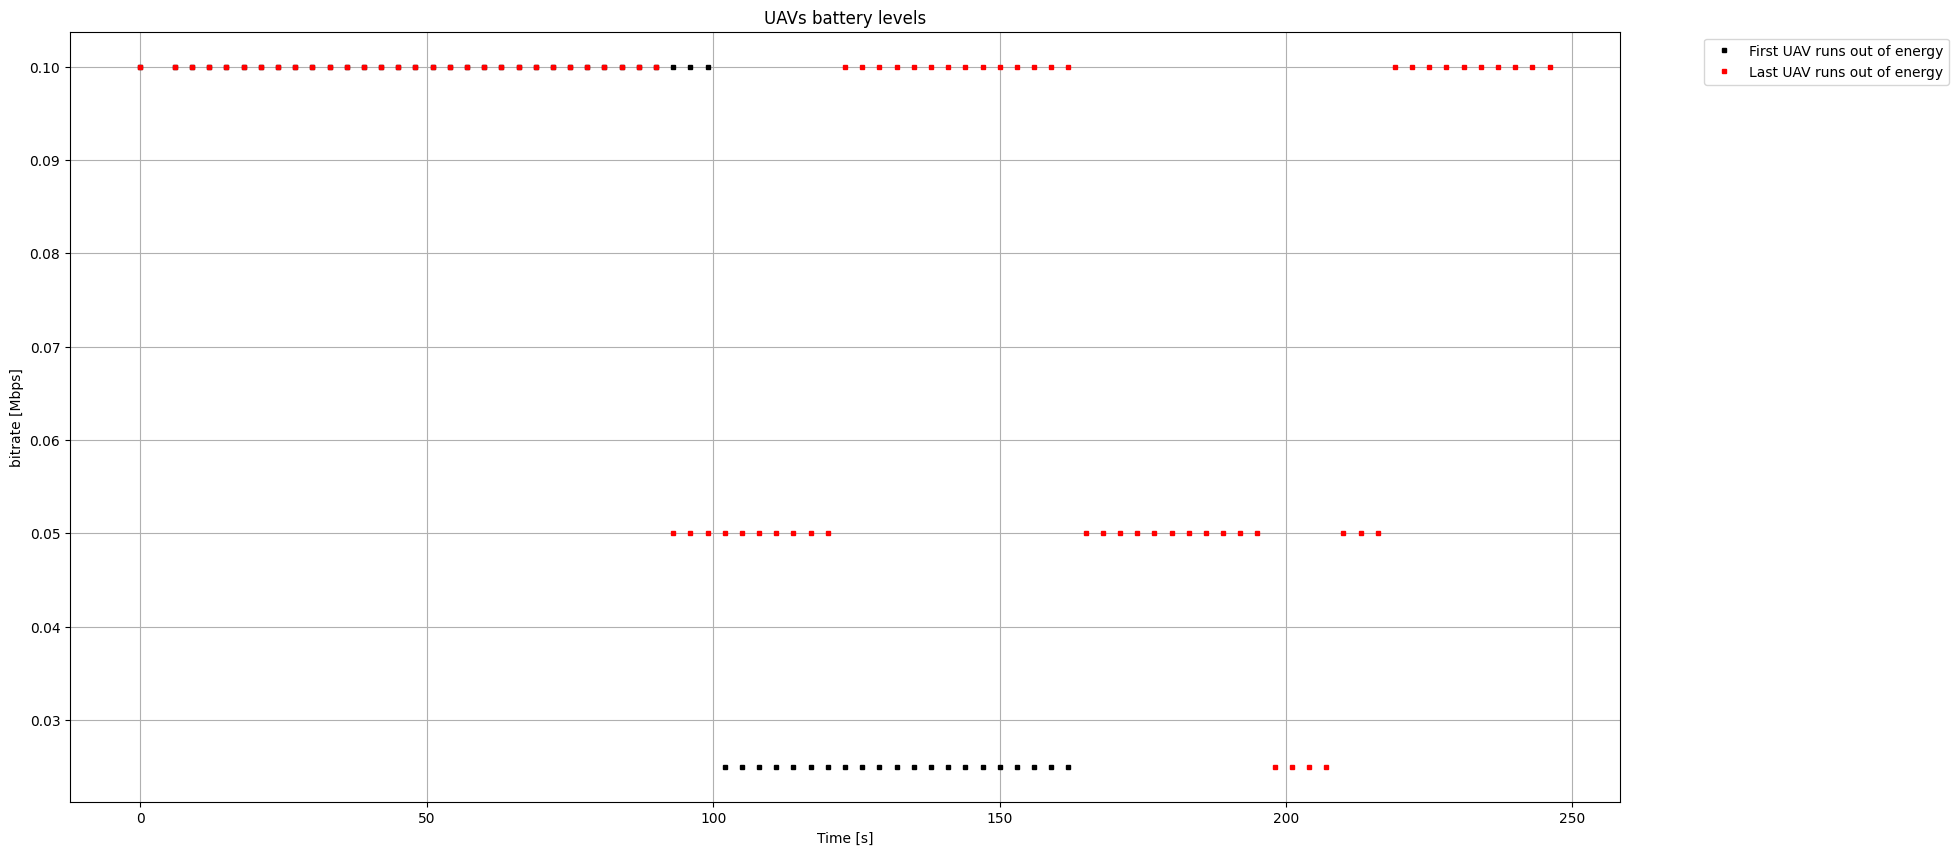 UAVs battery levels
First UAV runs out of energy
Last UAV runs out of energy
bitrate [Mbps]
0.10
0.09
0.08
0.07
0.06
0.05
0.04
0.03
0 50 100 150 200 250
Time [s]